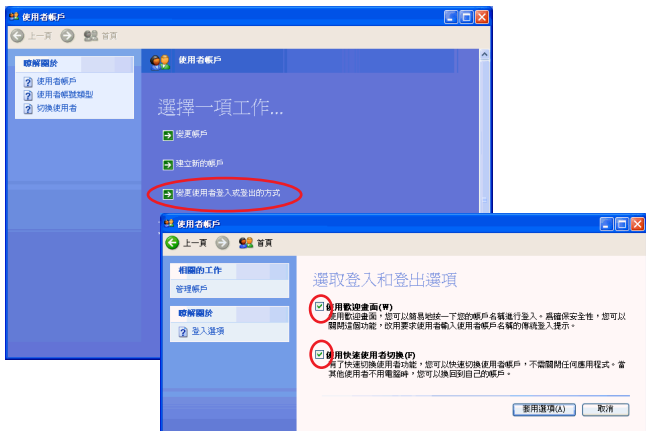 使用者帳戶
上一頁 首頁
瞭解關於
使用者帳戶
使用者帳號類型
切換使用者
使用者帳戶
選擇一項工作...
變更帳戶
建立新的帳戶
變更使用者登入或登出的方式
使用者帳戶
上一頁 首頁
相關的工作
管理帳戶
瞭解關於
登入選項
選取登入和登出選項
使用歡迎畫面(W)
使用歡迎畫面，您可以簡易地按一下您的帳戶名稱進行登入。爲確保安全性，您可以
關閉這個功能，改用要求使用者輸入使用者帳戶名稱的傳統登入提示。
使用快速使用者切換(F)
有了快速切換使用者功能，您可以快速切換使用者帳戶，不需關閉任何應用程式。當
其他使用者不用電腦時，您可以換回到自己的帳戶。
套用選項(A) 取消